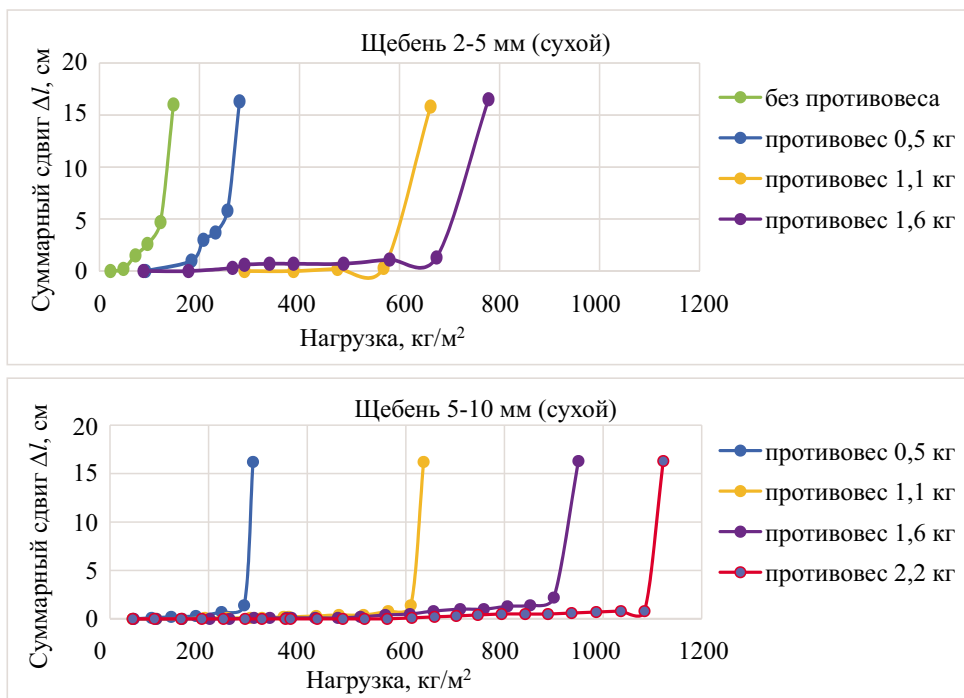 Щебень 2-5 мм (сухой)
Суммарный сдвиг Δl, см
20
15
10
5
0
0 200 400 600 800 1000 1200
Нагрузка, кг/м²
без противовеса
противовес 0,5 кг
противовес 1,1 кг
противовес 1,6 кг
Щебень 5-10 мм (сухой)
Суммарный сдвиг Δl, см
20
15
10
5
0
0 200 400 600 800 1000 1200
Нагрузка, кг/м²
противовес 0,5 кг
противовес 1,1 кг
противовес 1,6 кг
противовес 2,2 кг